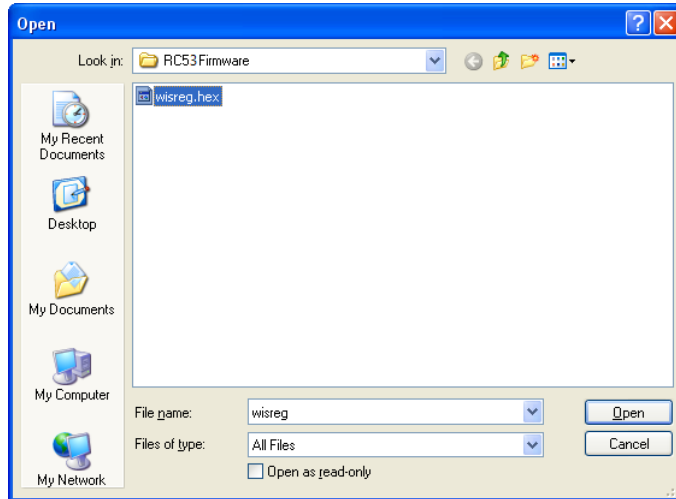 Open
Look in:
RC53Firmware
wisreg.hex
My Recent
Documents
Desktop
My Documents
My Computer
My Network
File name:
wisreg
Open
Files of type:
All Files
Cancel
Open as read-only